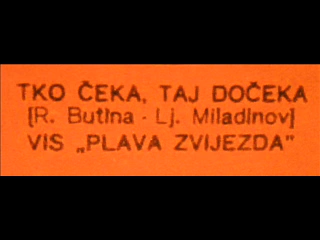 TKO ČEKA, TAJ DOČEKA
[R. Butina - Lj. Miladinov]
VIS „PLAVA ZVIJEZDA"